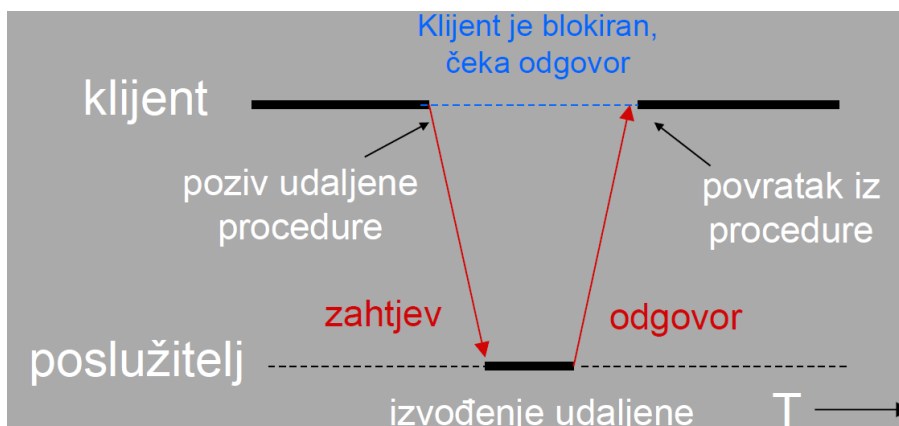 Klijent je blokiran,
čeka odgovor
klijent
poziv udaljene
procedure
povratak iz
procedure
zahtjev
odgovor
poslužitelj
izvođenje udaljene
T